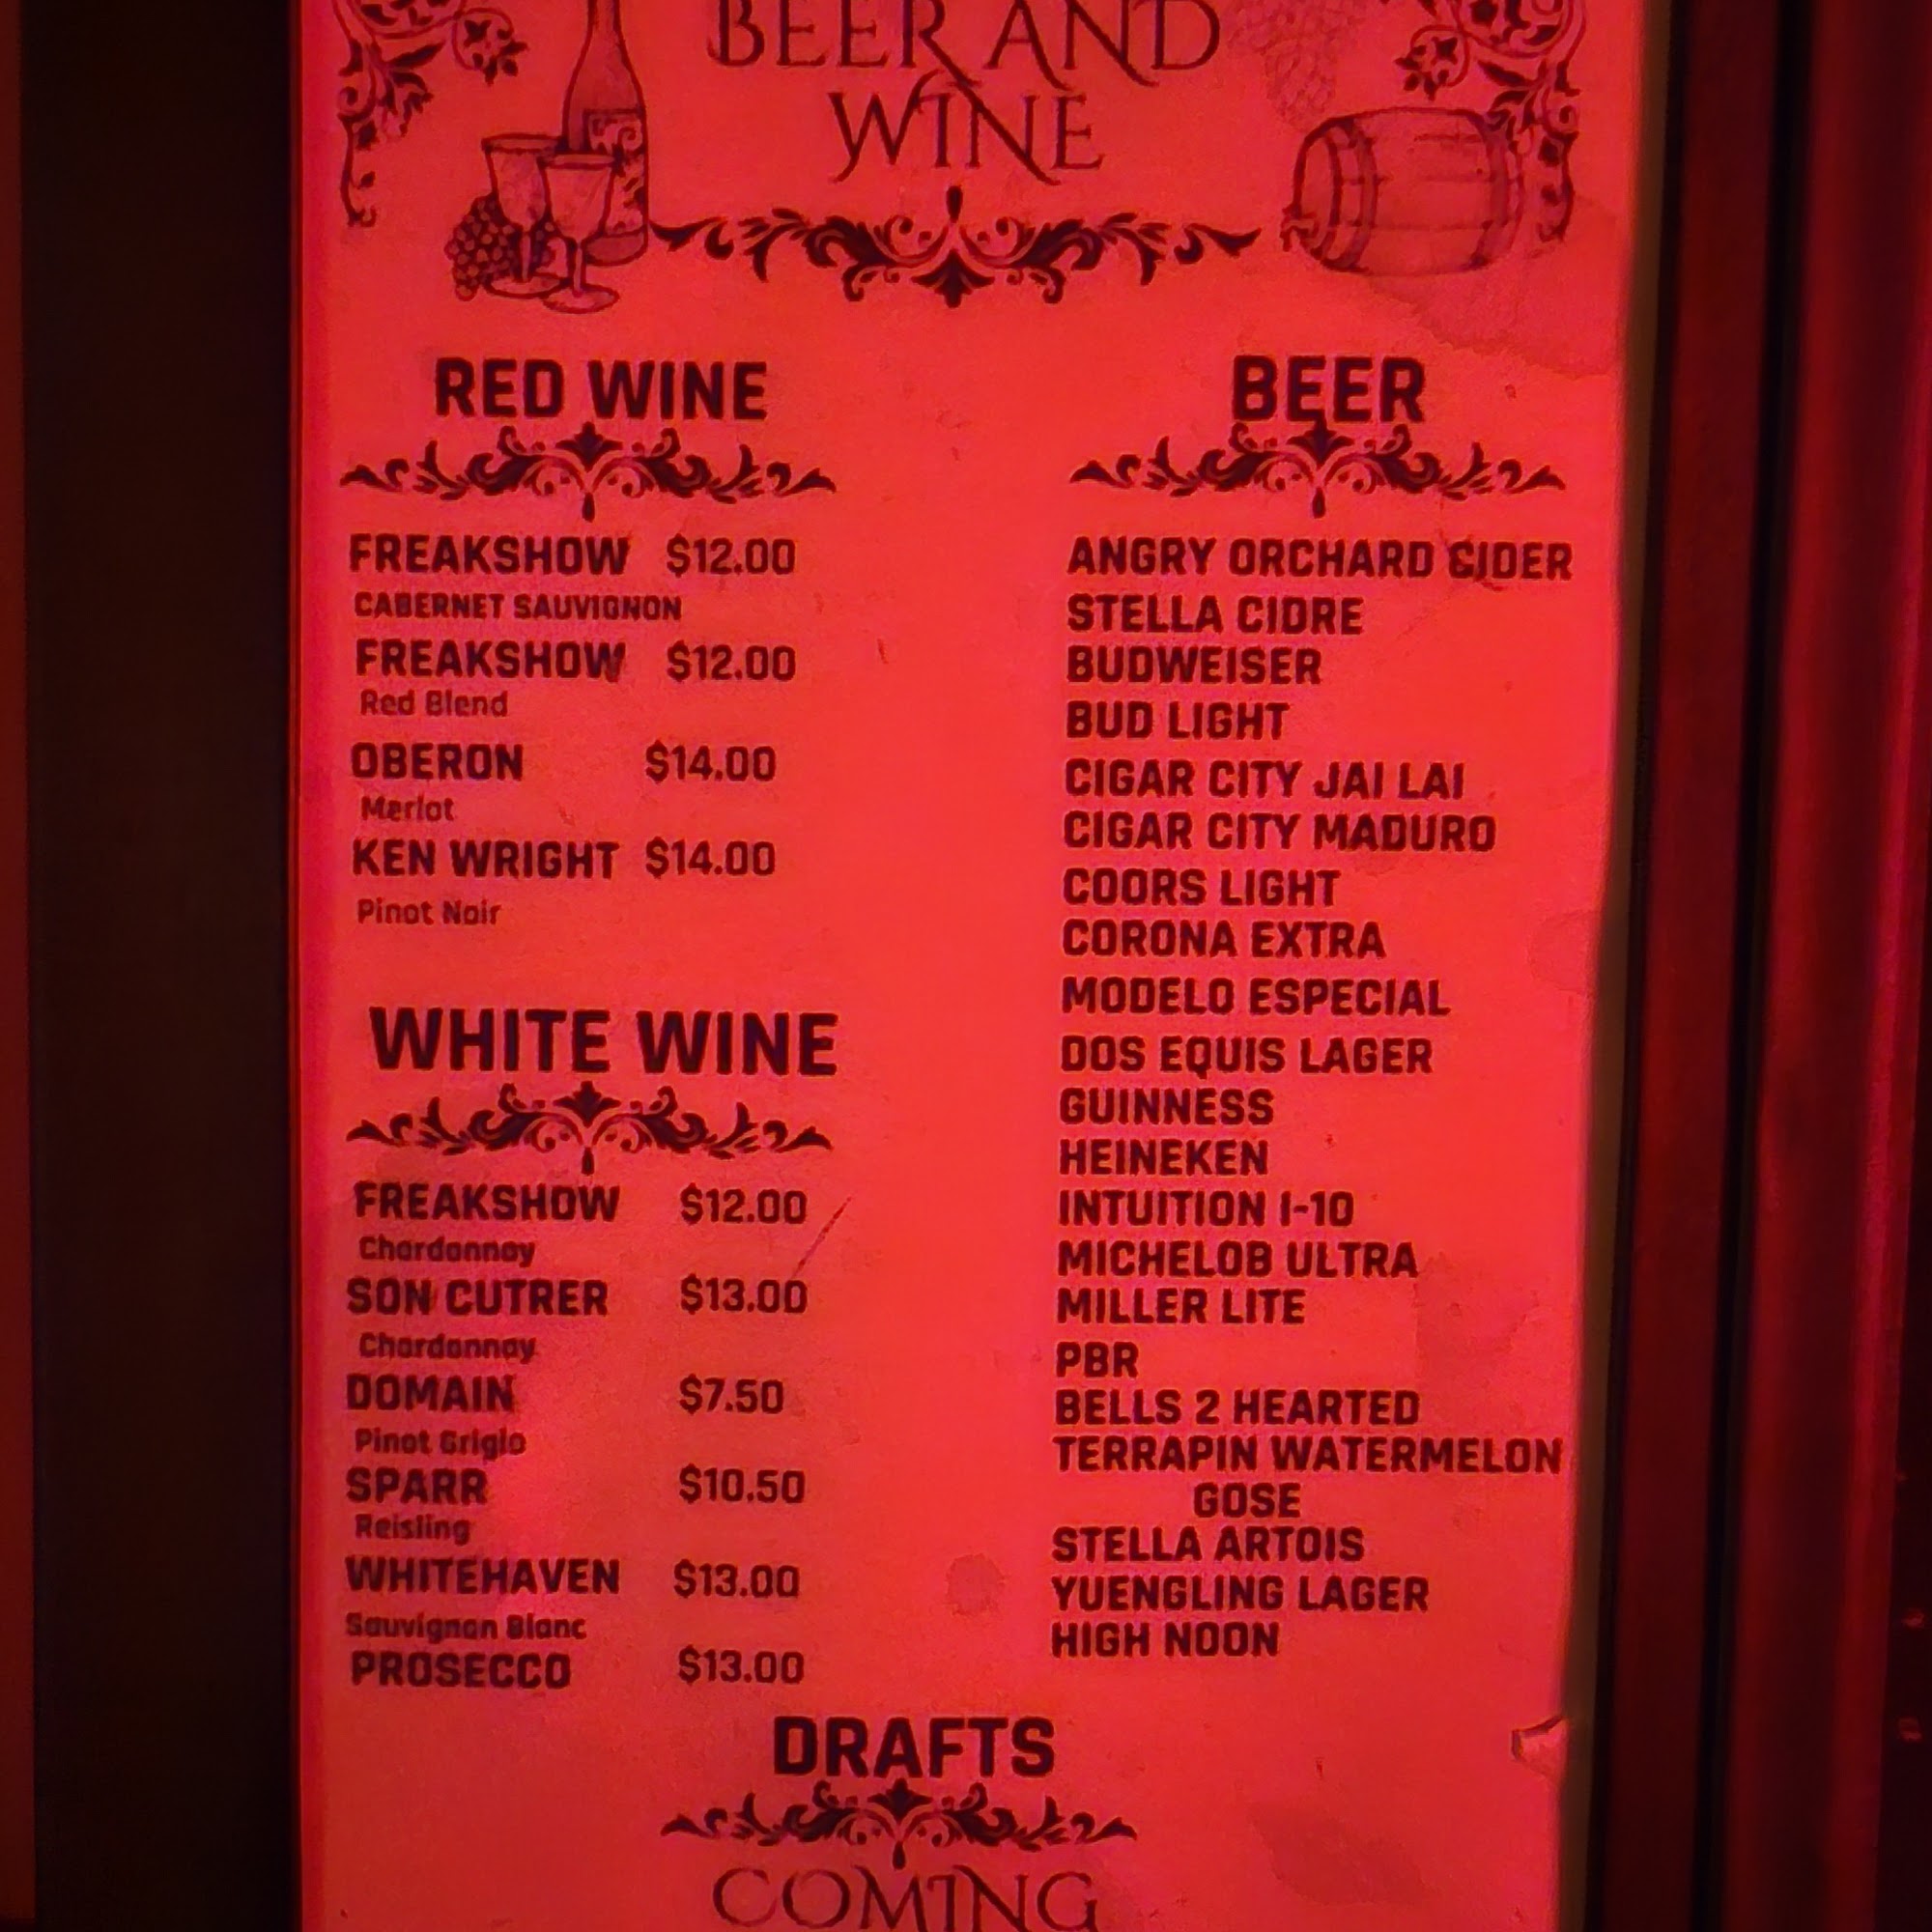 BEER AND
WINE
RED WINE
FREAKSHOW $12.00
CABERNET SAUVIGNON
FREAKSHOW $12.00
Red Blend
OBERON $14.00
Merlot
KEN WRIGHT $14.00
Pinot Noir
WHITE WINE
FREAKSHOW $12.00
Chardonnay
SON CUTRER $13.00
Chardonnay
DOMAIN $7.50
Pinot Grigio
SPARR $10.50
Reisling
WHITEHAVEN $13.00
Sauvignon Blanc
PROSECCO $13.00
BEER
ANGRY ORCHARD CIDER
STELLA CIDRE
BUDWEISER
BUD LIGHT
CIGAR CITY JAI LAI
CIGAR CITY MADURO
COORS LIGHT
CORONA EXTRA
MODELO ESPECIAL
DOS EQUIS LAGER
GUINNESS
HEINEKEN
INTUITION I-10
MICHELOB ULTRA
MILLER LITE
PBR
BELLS 2 HEARTED
TERRAPIN WATERMELON
GOSE
STELLA ARTOIS
YUENGLING LAGER
HIGH NOON
DRAFTS
COMING